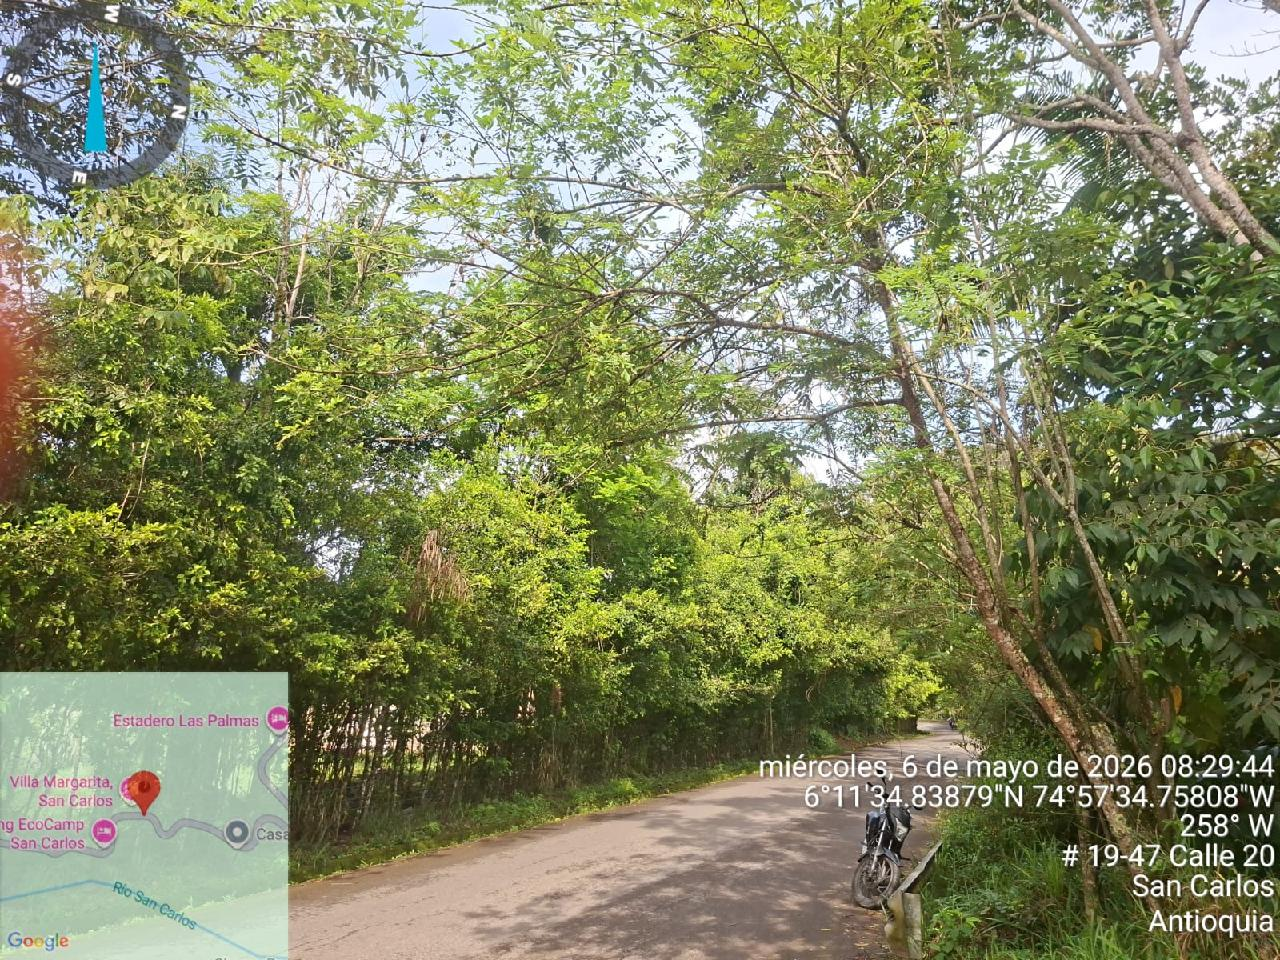 W
S
N
E
Estadero Las Palmas
Villa Margarita,
San Carlos
ng EcoCamp
San Carlos
Casa
Río San Carlos
Google
miércoles, 6 de mayo de 2026 08:29:44
6°11'34.83879"N 74°57'34.75808"W
258° W
# 19-47 Calle 20
San Carlos
Antioquia